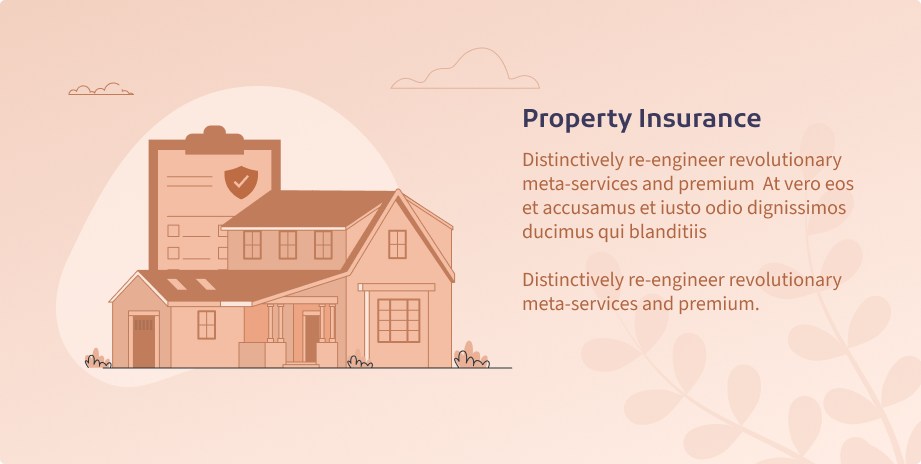 Property Insurance
Distinctively re-engineer revolutionary
meta-services and premium  At vero eos
et accusamus et iusto odio dignissimos
ducimus qui blanditiis
Distinctively re-engineer revolutionary
meta-services and premium.